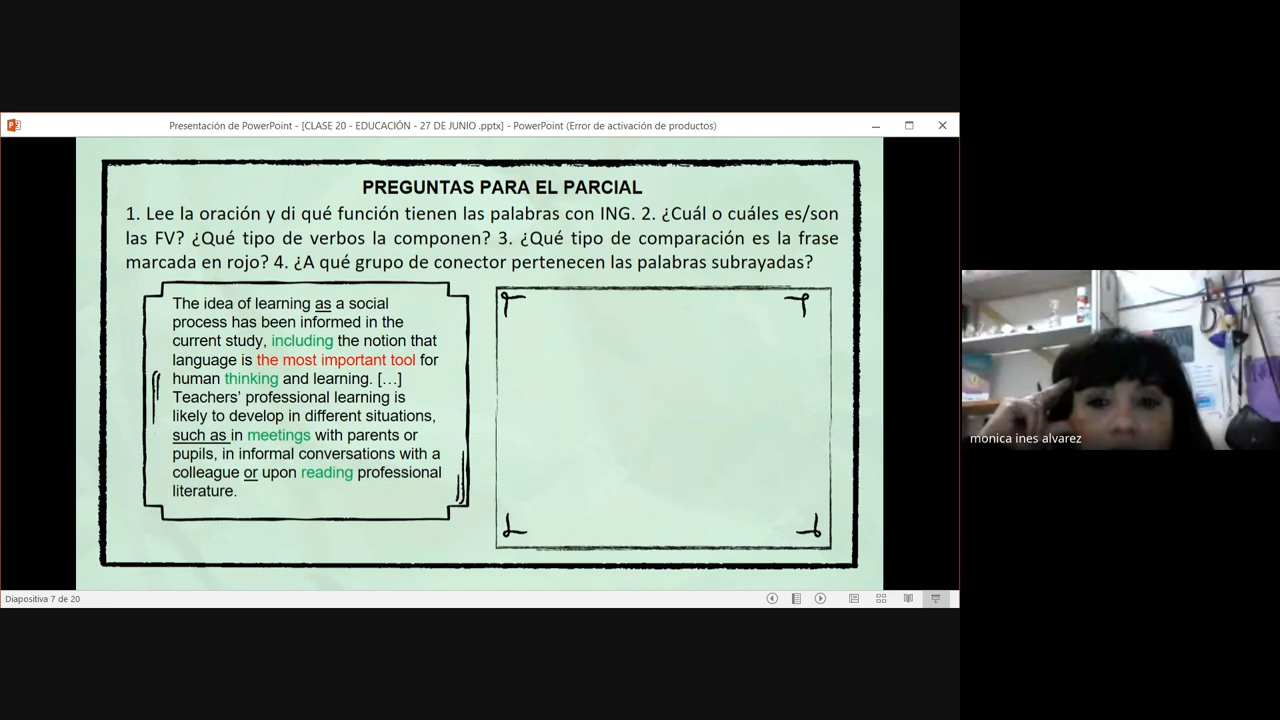 Presentación de PowerPoint - [CLASE 20 - EDUCACIÓN - 27 DE JUNIO .pptx] - PowerPoint (Error de activación de productos)
PREGUNTAS PARA EL PARCIAL
1. Lee la oración y di qué función tienen las palabras con ING. 2. ¿Cuál o cuáles es/son
las FV? ¿Qué tipo de verbos la componen? 3. ¿Qué tipo de comparación es la frase
marcada en rojo? 4. ¿A qué grupo de conector pertenecen las palabras subrayadas?
The idea of learning as a social
process has been informed in the
current study, including the notion that
language is the most important tool for
human thinking and learning. […]
Teachers’ professional learning is
likely to develop in different situations,
such as in meetings with parents or
pupils, in informal conversations with a
colleague or upon reading professional
literature.
monica ines alvarez
Diapositiva 7 de 20